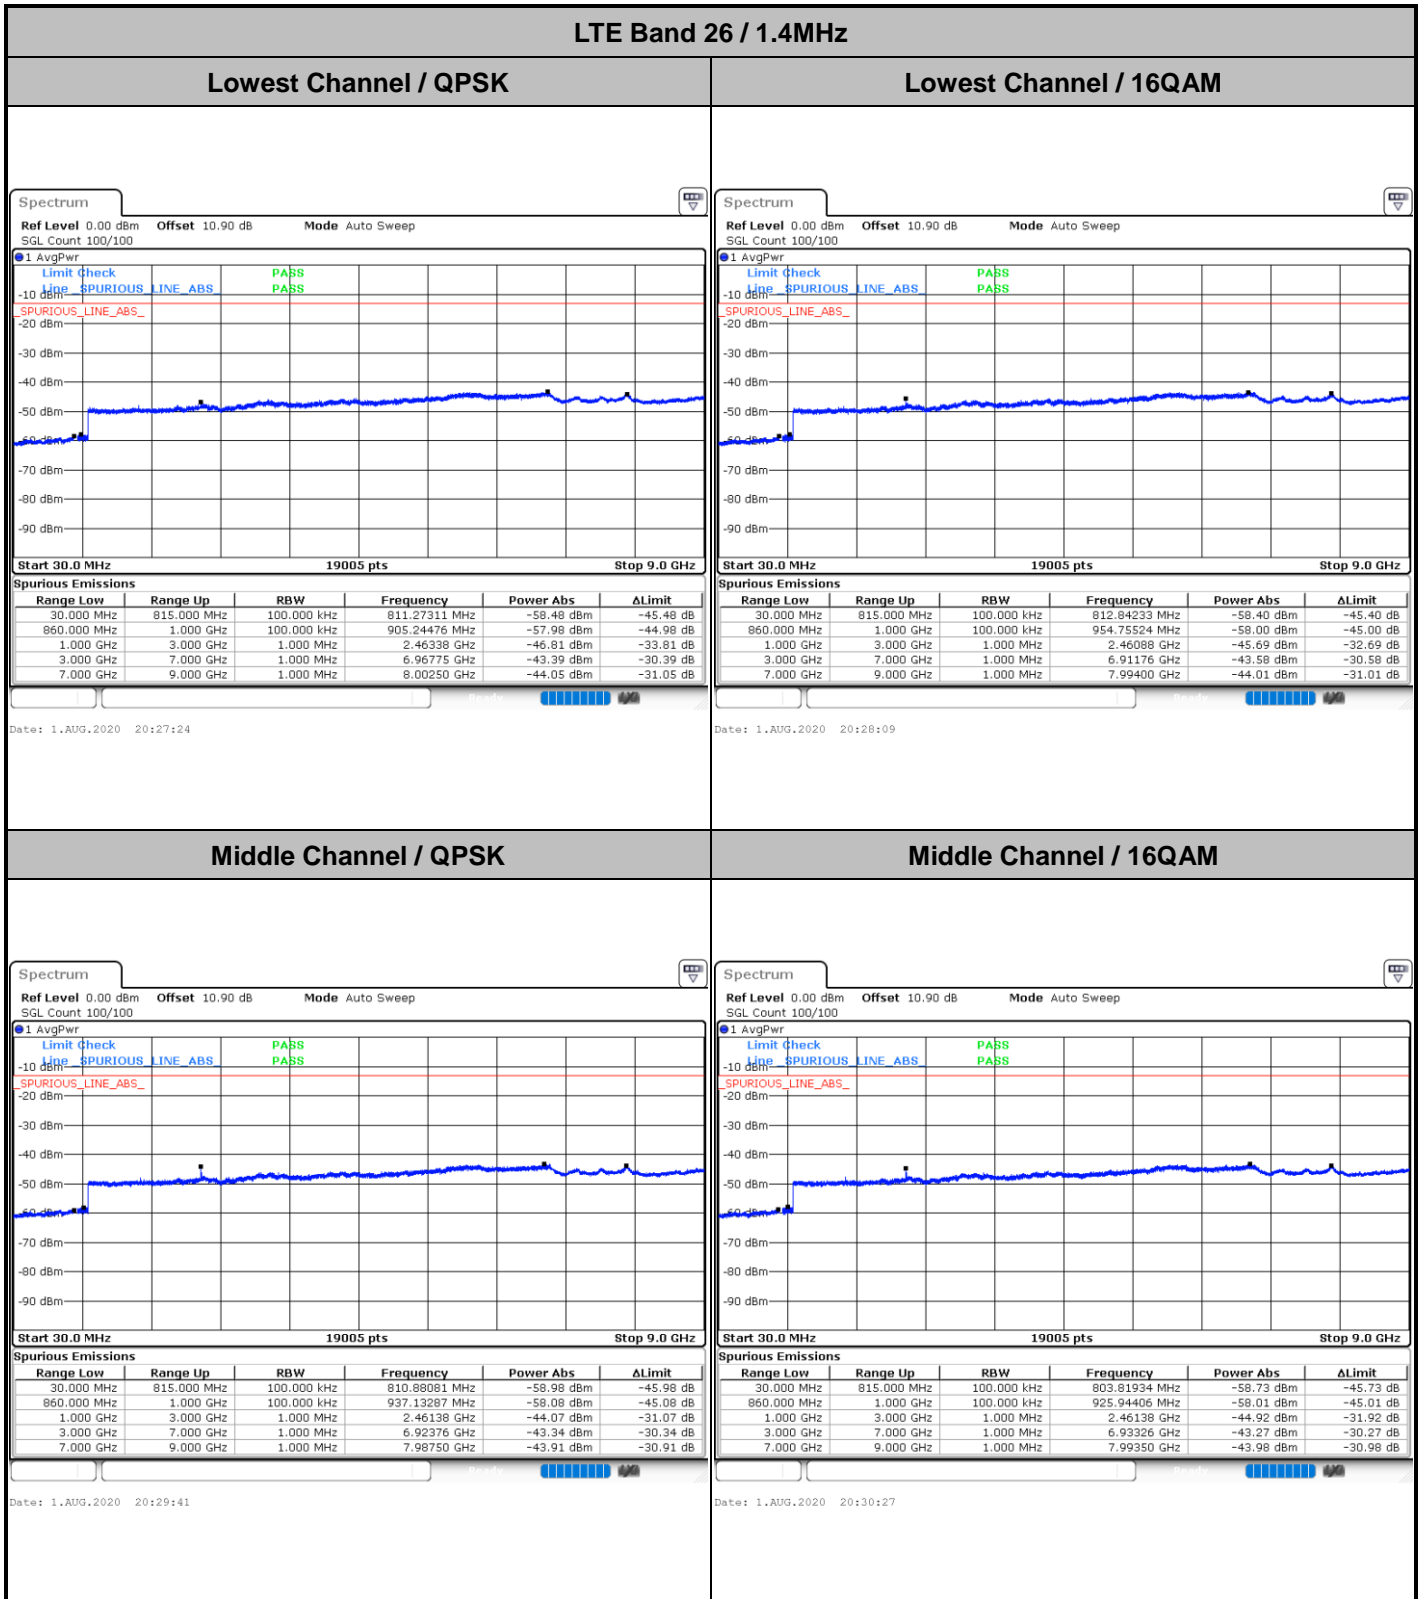 LTE Band 26 / 1.4MHz
Lowest Channel / QPSK
Lowest Channel / 16QAM
Spectrum
Ref Level 0.00 dBm Offset 10.90 dB Mode Auto Sweep
SGL Count 100/100
1 AvgPwr
Limit Check PASS
Line _SPURIOUS_LINE_ABS_ PASS
-10 dBm
_SPURIOUS_LINE_ABS_
-20 dBm
-30 dBm
-40 dBm
-50 dBm
-60 dBm
-70 dBm
-80 dBm
-90 dBm
Start 30.0 MHz 19005 pts Stop 9.0 GHz
Spurious Emissions
Range Low Range Up RBW Frequency Power Abs ΔLimit
30.000 MHz 815.000 MHz 100.000 kHz 811.27311 MHz -58.48 dBm -45.48 dB
860.000 MHz 1.000 GHz 100.000 kHz 905.24476 MHz -57.98 dBm -44.98 dB
1.000 GHz 3.000 GHz 1.000 MHz 2.46338 GHz -46.81 dBm -33.81 dB
3.000 GHz 7.000 GHz 1.000 MHz 6.96775 GHz -43.39 dBm -30.39 dB
7.000 GHz 9.000 GHz 1.000 MHz 8.00250 GHz -44.05 dBm -31.05 dB
Ready
Date: 1.AUG.2020 20:27:24
Spectrum
Ref Level 0.00 dBm Offset 10.90 dB Mode Auto Sweep
SGL Count 100/100
1 AvgPwr
Limit Check PASS
Line _SPURIOUS_LINE_ABS_ PASS
-10 dBm
_SPURIOUS_LINE_ABS_
-20 dBm
-30 dBm
-40 dBm
-50 dBm
-60 dBm
-70 dBm
-80 dBm
-90 dBm
Start 30.0 MHz 19005 pts Stop 9.0 GHz
Spurious Emissions
Range Low Range Up RBW Frequency Power Abs ΔLimit
30.000 MHz 815.000 MHz 100.000 kHz 812.84233 MHz -58.40 dBm -45.40 dB
860.000 MHz 1.000 GHz 100.000 kHz 954.75524 MHz -58.00 dBm -45.00 dB
1.000 GHz 3.000 GHz 1.000 MHz 2.46088 GHz -45.69 dBm -32.69 dB
3.000 GHz 7.000 GHz 1.000 MHz 6.91176 GHz -43.58 dBm -30.58 dB
7.000 GHz 9.000 GHz 1.000 MHz 7.99400 GHz -44.01 dBm -31.01 dB
Ready
Date: 1.AUG.2020 20:28:09
Middle Channel / QPSK
Middle Channel / 16QAM
Spectrum
Ref Level 0.00 dBm Offset 10.90 dB Mode Auto Sweep
SGL Count 100/100
1 AvgPwr
Limit Check PASS
Line _SPURIOUS_LINE_ABS_ PASS
-10 dBm
_SPURIOUS_LINE_ABS_
-20 dBm
-30 dBm
-40 dBm
-50 dBm
-60 dBm
-70 dBm
-80 dBm
-90 dBm
Start 30.0 MHz 19005 pts Stop 9.0 GHz
Spurious Emissions
Range Low Range Up RBW Frequency Power Abs ΔLimit
30.000 MHz 815.000 MHz 100.000 kHz 810.88081 MHz -58.98 dBm -45.98 dB
860.000 MHz 1.000 GHz 100.000 kHz 937.13287 MHz -58.08 dBm -45.08 dB
1.000 GHz 3.000 GHz 1.000 MHz 2.46138 GHz -44.07 dBm -31.07 dB
3.000 GHz 7.000 GHz 1.000 MHz 6.92376 GHz -43.34 dBm -30.34 dB
7.000 GHz 9.000 GHz 1.000 MHz 7.98750 GHz -43.91 dBm -30.91 dB
Ready
Date: 1.AUG.2020 20:29:41
Spectrum
Ref Level 0.00 dBm Offset 10.90 dB Mode Auto Sweep
SGL Count 100/100
1 AvgPwr
Limit Check PASS
Line _SPURIOUS_LINE_ABS_ PASS
-10 dBm
_SPURIOUS_LINE_ABS_
-20 dBm
-30 dBm
-40 dBm
-50 dBm
-60 dBm
-70 dBm
-80 dBm
-90 dBm
Start 30.0 MHz 19005 pts Stop 9.0 GHz
Spurious Emissions
Range Low Range Up RBW Frequency Power Abs ΔLimit
30.000 MHz 815.000 MHz 100.000 kHz 803.81934 MHz -58.73 dBm -45.73 dB
860.000 MHz 1.000 GHz 100.000 kHz 925.94406 MHz -58.01 dBm -45.01 dB
1.000 GHz 3.000 GHz 1.000 MHz 2.46138 GHz -44.92 dBm -31.92 dB
3.000 GHz 7.000 GHz 1.000 MHz 6.93326 GHz -43.27 dBm -30.27 dB
7.000 GHz 9.000 GHz 1.000 MHz 7.99350 GHz -43.98 dBm -30.98 dB
Ready
Date: 1.AUG.2020 20:30:27